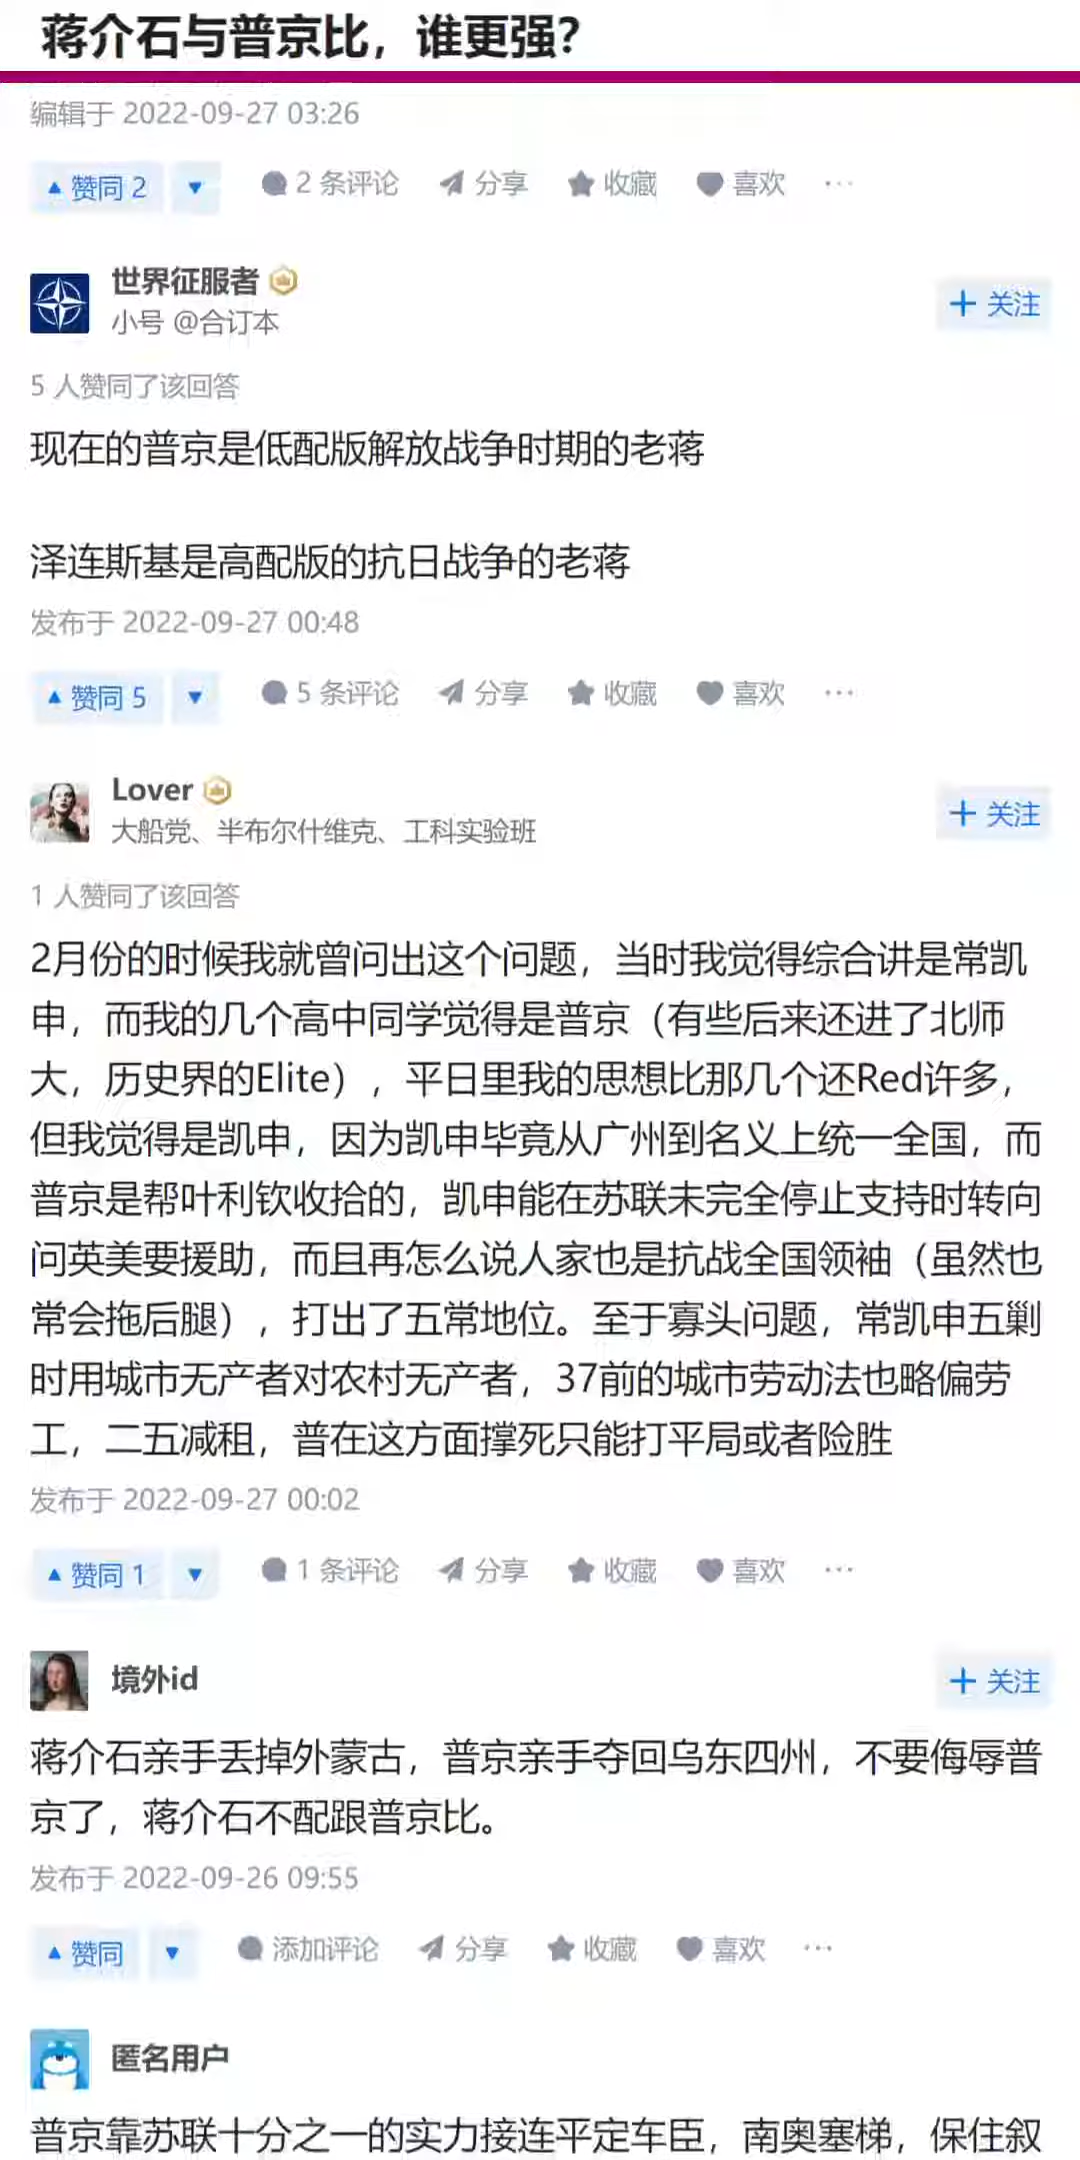 蒋介石与普京比，谁更强？
编辑于 2022-09-27 03:26
赞同 2
2 条评论
分享
收藏
喜欢
世界征服者
小号 @合订本
关注
5 人赞同了该回答
现在的普京是低配版解放战争时期的老蒋
泽连斯基是高配版的抗日战争的老蒋
发布于 2022-09-27 00:48
赞同 5
5 条评论
分享
收藏
喜欢
Lover
大船党、半布尔什维克、工科实验班
关注
1 人赞同了该回答
2月份的时候我就曾问出这个问题，当时我觉得综合讲是常凯
申，而我的几个高中同学觉得是普京（有些后来还进了北师
大，历史界的Elite），平日里我的思想比那几个还Red许多，
但我觉得是凯申，因为凯申毕竟从广州到名义上统一全国，而
普京是帮叶利钦收拾的，凯申能在苏联未完全停止支持时转向
问英美要援助，而且再怎么说人家也是抗战全国领袖（虽然也
常会拖后腿），打出了五常地位。至于寡头问题，常凯申五剿
时用城市无产者对农村无产者，37前的城市劳动法也略偏劳
工，二五减租，普在这方面撑死只能打平局或者险胜
发布于 2022-09-27 00:02
赞同 1
1 条评论
分享
收藏
喜欢
境外id
关注
蒋介石亲手丢掉外蒙古，普京亲手夺回乌东四州，不要侮辱普
京了，蒋介石不配跟普京比。
发布于 2022-09-26 09:55
赞同
添加评论
分享
收藏
喜欢
匿名用户
普京靠苏联十分之一的实力接连平定车臣，南奥塞梯，保住叙